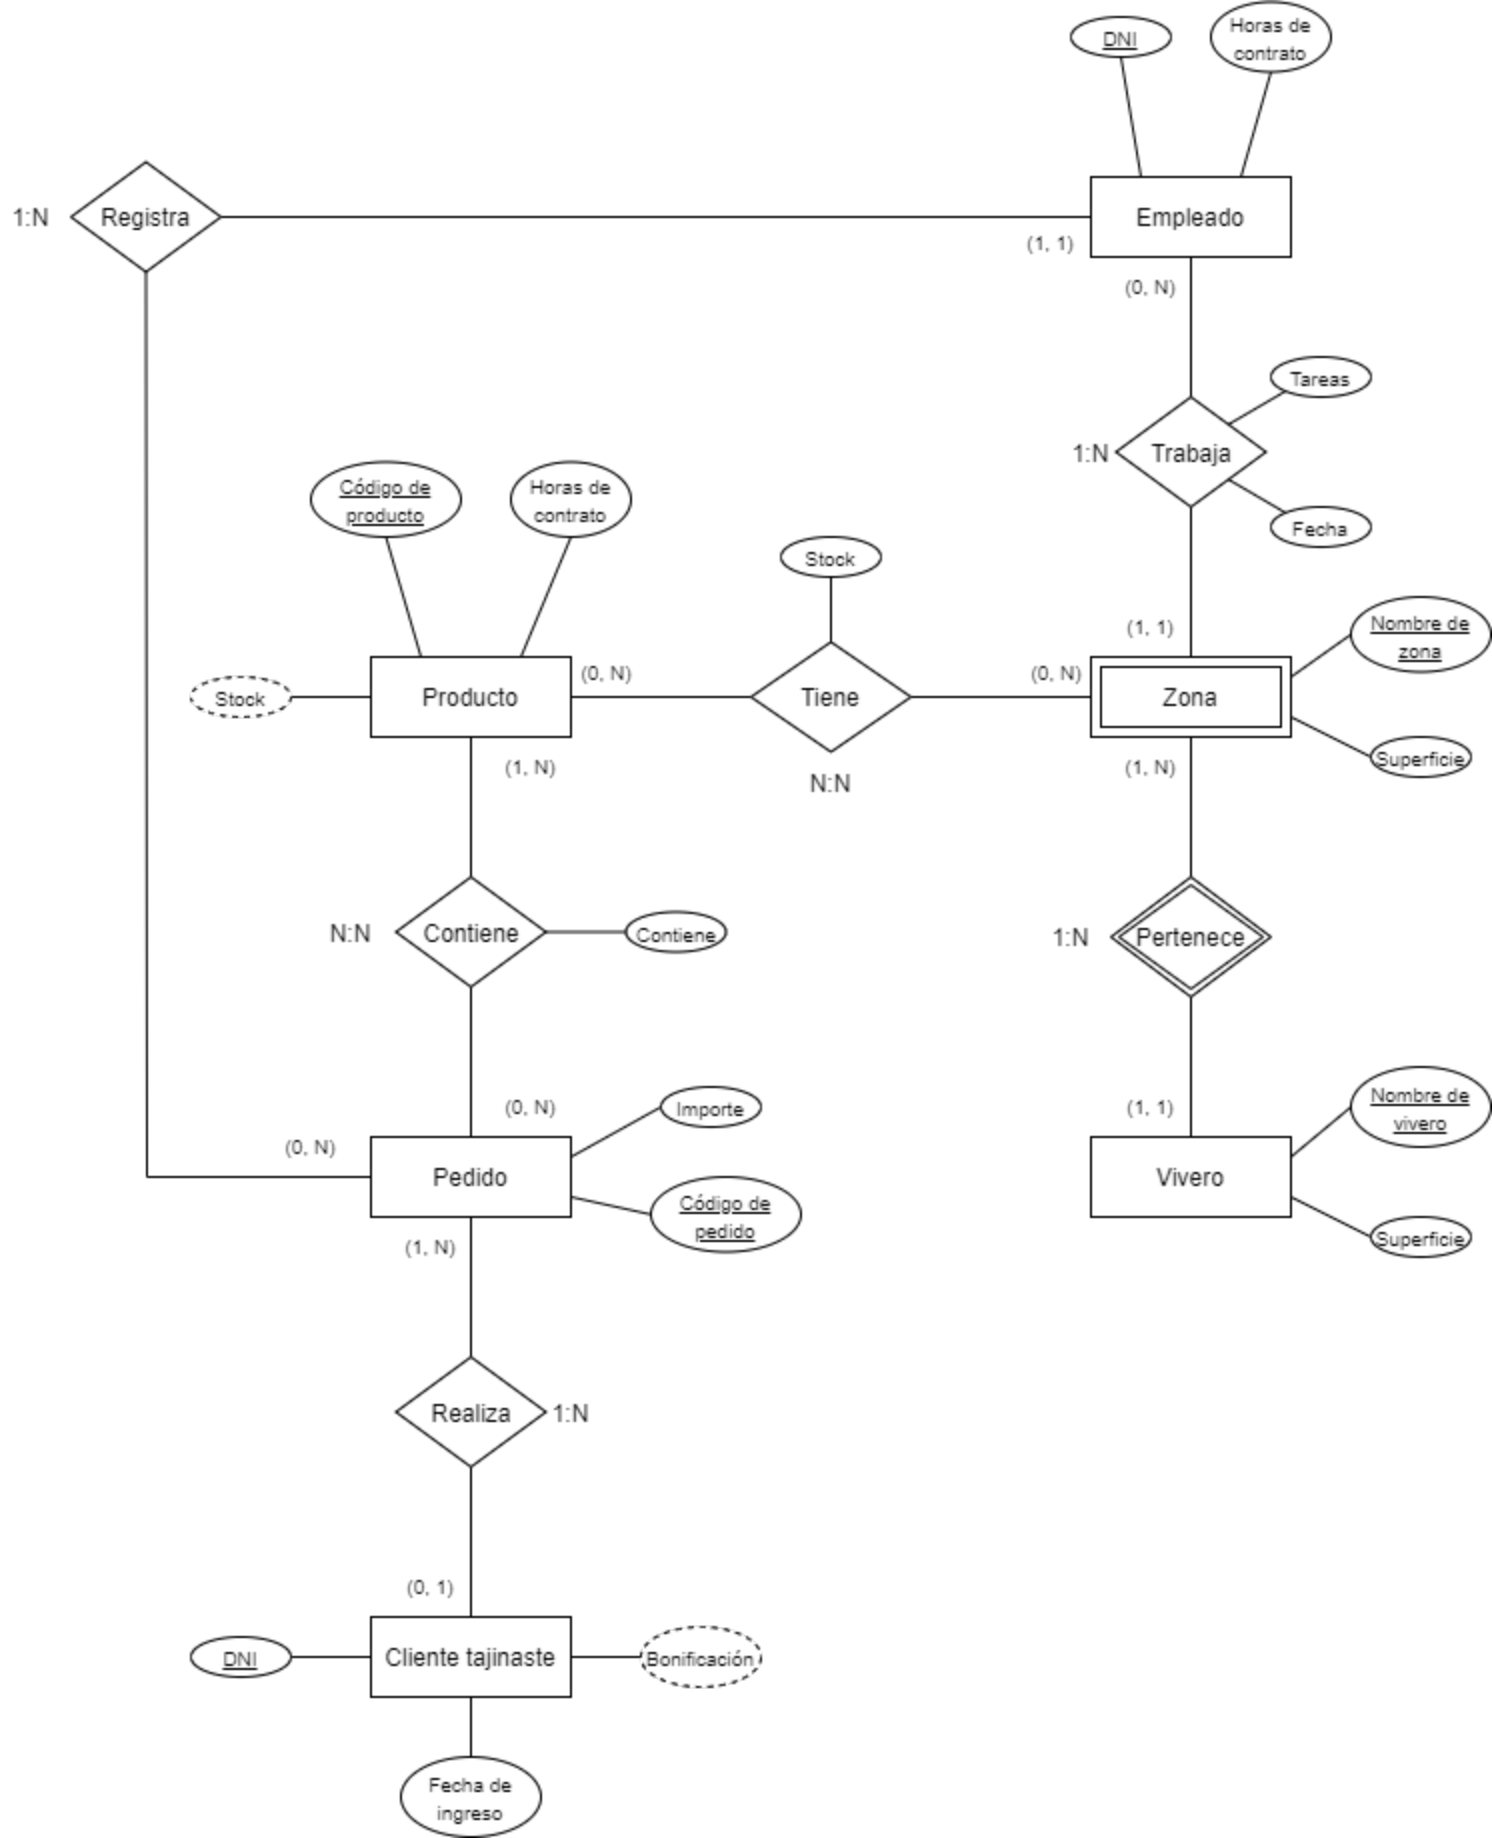 DNI
Horas de
contrato
1:N
Registra
Empleado
(1, 1)
(0, N)
Tareas
1:N
Trabaja
Fecha
Código de
producto
Horas de
contrato
Stock
(1, 1)
Nombre de
zona
Stock
Producto
(0, N)
Tiene
(0, N)
Zona
Superficie
(1, N)
N:N
(1, N)
N:N
Contiene
Contiene
1:N
Pertenece
(0, N)
Importe
(1, 1)
Nombre de
vivero
(0, N)
Pedido
Código de
pedido
Vivero
Superficie
(1, N)
Realiza
1:N
(0, 1)
DNI
Cliente tajinaste
Bonificación
Fecha de
ingreso